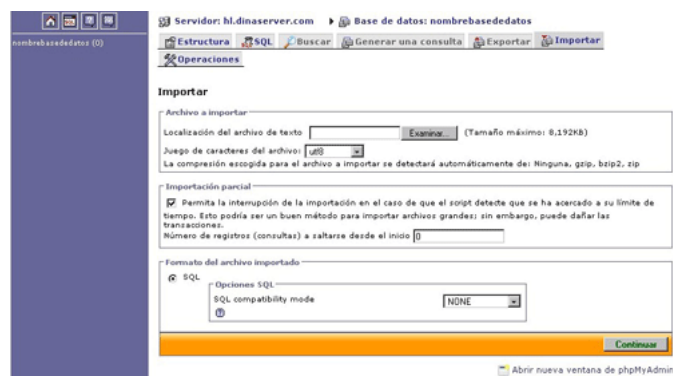 nombrebasededatos (0)
Servidor: hl.dinaserver.com Base de datos: nombrebasededatos
Estructura SQL Buscar Generar una consulta Exportar Importar
Operaciones
Importar
Archivo a importar
Localización del archivo de texto Examinar... (Tamaño máximo: 8,192KB)
Juego de caracteres del archivo: utf8
La compresión escogida para el archivo a importar se detectará automáticamente de: Ninguna, gzip, bzip2, zip
Importación parcial
Permita la interrupción de la importación en el caso de que el script detecte que se ha acercado a su límite de
tiempo. Esto podría ser un buen método para importar archivos grandes; sin embargo, puede dañar las
transacciones.
Número de registros (consultas) a saltarse desde el inicio 0
Formato del archivo importado
SQL
Opciones SQL
SQL compatibility mode NONE
Continuar
Abrir nueva ventana de phpMyAdmin